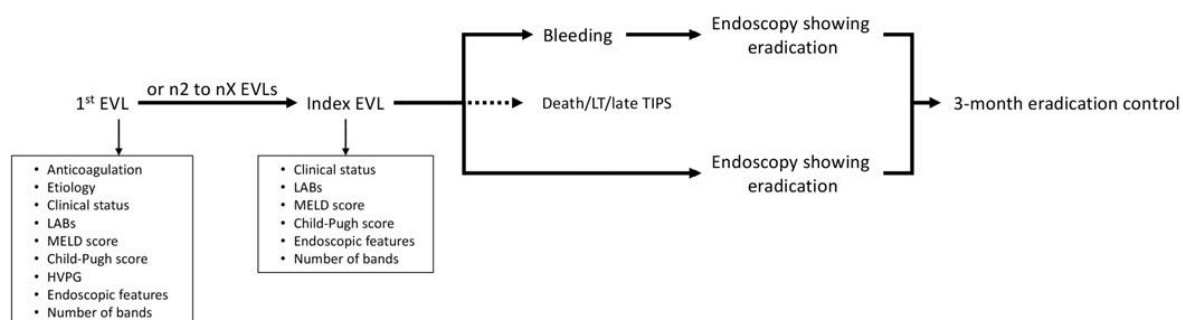 Bleeding
Endoscopy showing
eradication
or n2 to nX EVLs
1st EVL
Index EVL
Death/LT/late TIPS
3-month eradication control
Endoscopy showing
eradication
• Anticoagulation
• Etiology
• Clinical status
• LABs
• MELD score
• Child-Pugh score
• HVPG
• Endoscopic features
• Number of bands
• Clinical status
• LABs
• MELD score
• Child-Pugh score
• Endoscopic features
• Number of bands